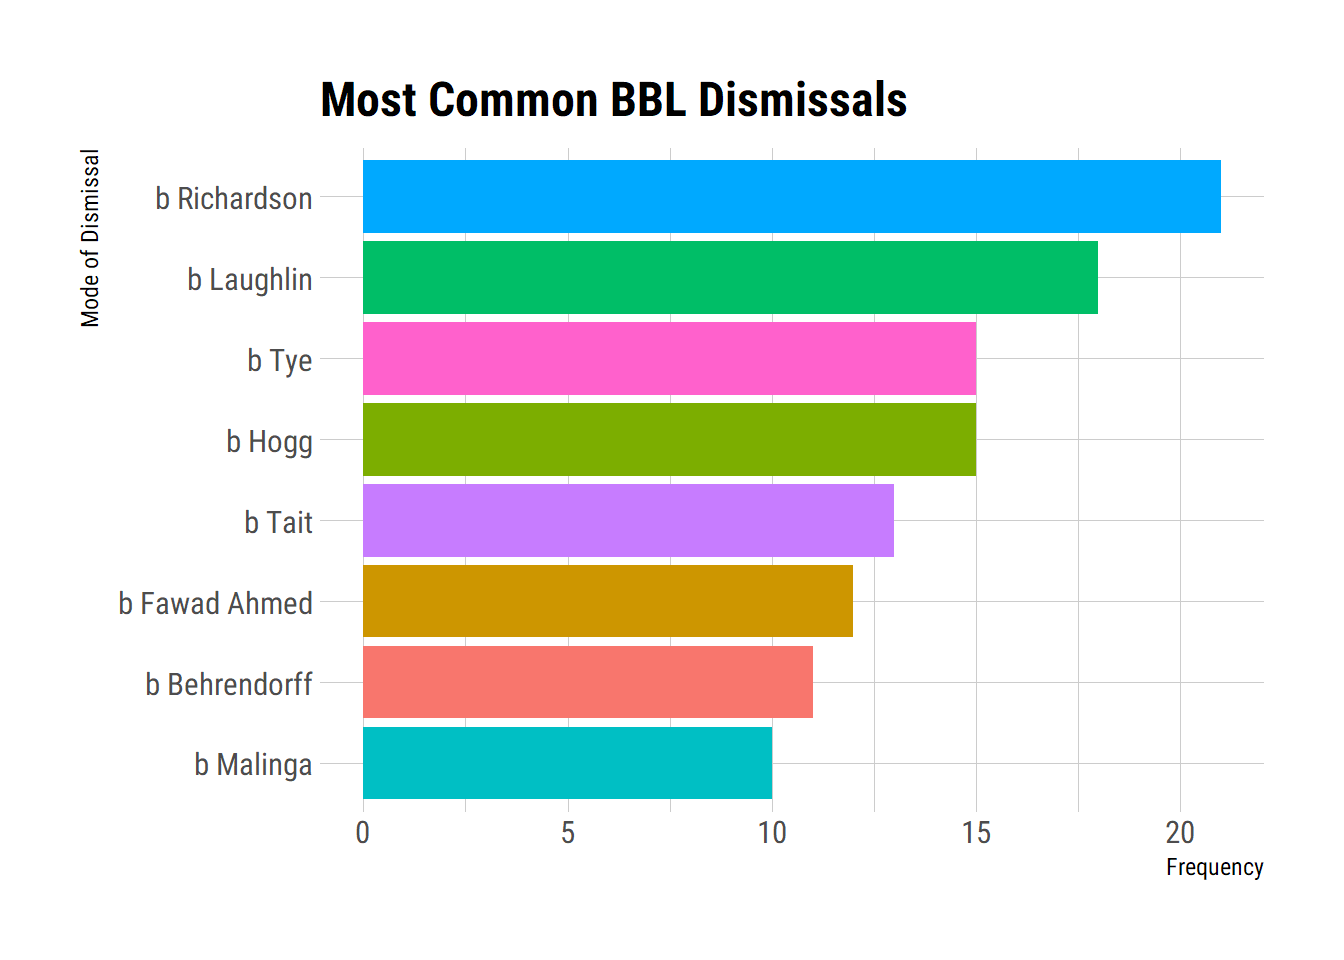 Most Common BBL Dismissals
Mode of Dismissal
b Richardson
b Laughlin
b Tye
b Hogg
b Tait
b Fawad Ahmed
b Behrendorff
b Malinga
0 5 10 15 20
Frequency